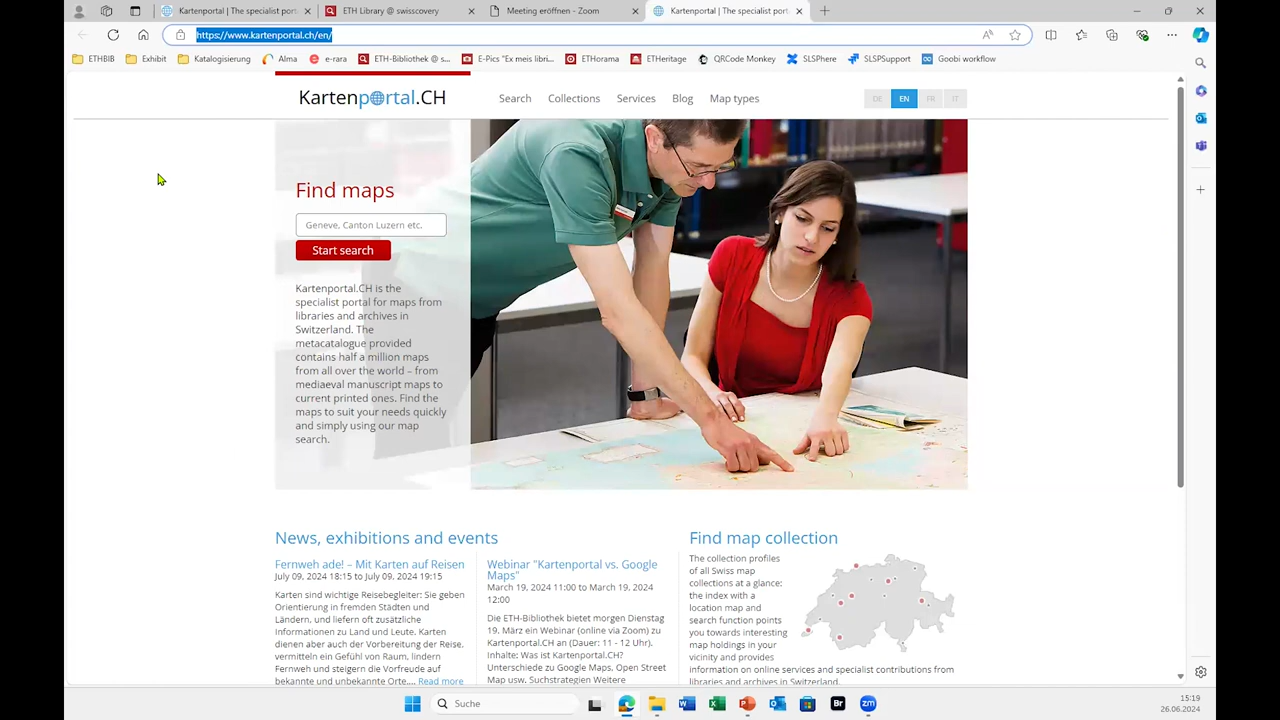 Kartenportal | The specialist port
ETH Library @ swisscovery
Meeting eröffnen - Zoom
Kartenportal | The specialist port
https://www.kartenportal.ch/en/
ETHBIB
Exhibit
Katalogisierung
Alma
e-rara
ETH-Bibliothek @ s...
E-Pics "Ex meis libri...
ETHorama
ETHeritage
QRCode Monkey
SLSPhere
SLSPSupport
Goobi workflow
Kartenportal.CH
Search
Collections
Services
Blog
Map types
DE
EN
FR
IT
Find maps
Geneve, Canton Luzern etc.
Start search
Kartenportal.CH is the
specialist portal for maps from
libraries and archives in
Switzerland. The
metacatalogue provided
contains half a million maps
from all over the world – from
mediaeval manuscript maps to
current printed ones. Find the
maps to suit your needs quickly
and simply using our map
search.
News, exhibitions and events
Fernweh ade! – Mit Karten auf Reisen
July 09, 2024 18:15 to July 09, 2024 19:15
Karten sind wichtige Reisebegleiter: Sie geben
Orientierung in fremden Städten und
Ländern, und liefern oft zusätzliche
Informationen zu Land und Leute. Karten
dienen aber auch der Vorbereitung der Reise.
vermitteln ein Gefühl von Raum, lindern
Fernweh und steigern die Vorfreude auf
bekannte und unbekannte Orte.... Read more
Webinar "Kartenportal vs. Google
Maps"
March 19, 2024 11:00 to March 19, 2024
12:00
Die ETH-Bibliothek bietet morgen Dienstag
19. März ein Webinar (online via Zoom) zu
Kartenportal.CH an (Dauer: 11 - 12 Uhr).
Inhalte: Was ist Kartenportal.CH?
Unterschiede zu Google Maps, Open Street
Map usw. Suchstrategien Weitere
Find map collection
The collection profiles
of all Swiss map
collections at a glance:
the index with a
location map and
search function points
you towards interesting
map holdings in your
vicinity and provides
information on online services and specialist contributions from
libraries and archives in Switzerland.
Suche
Br
zm
15:19
26.06.2024